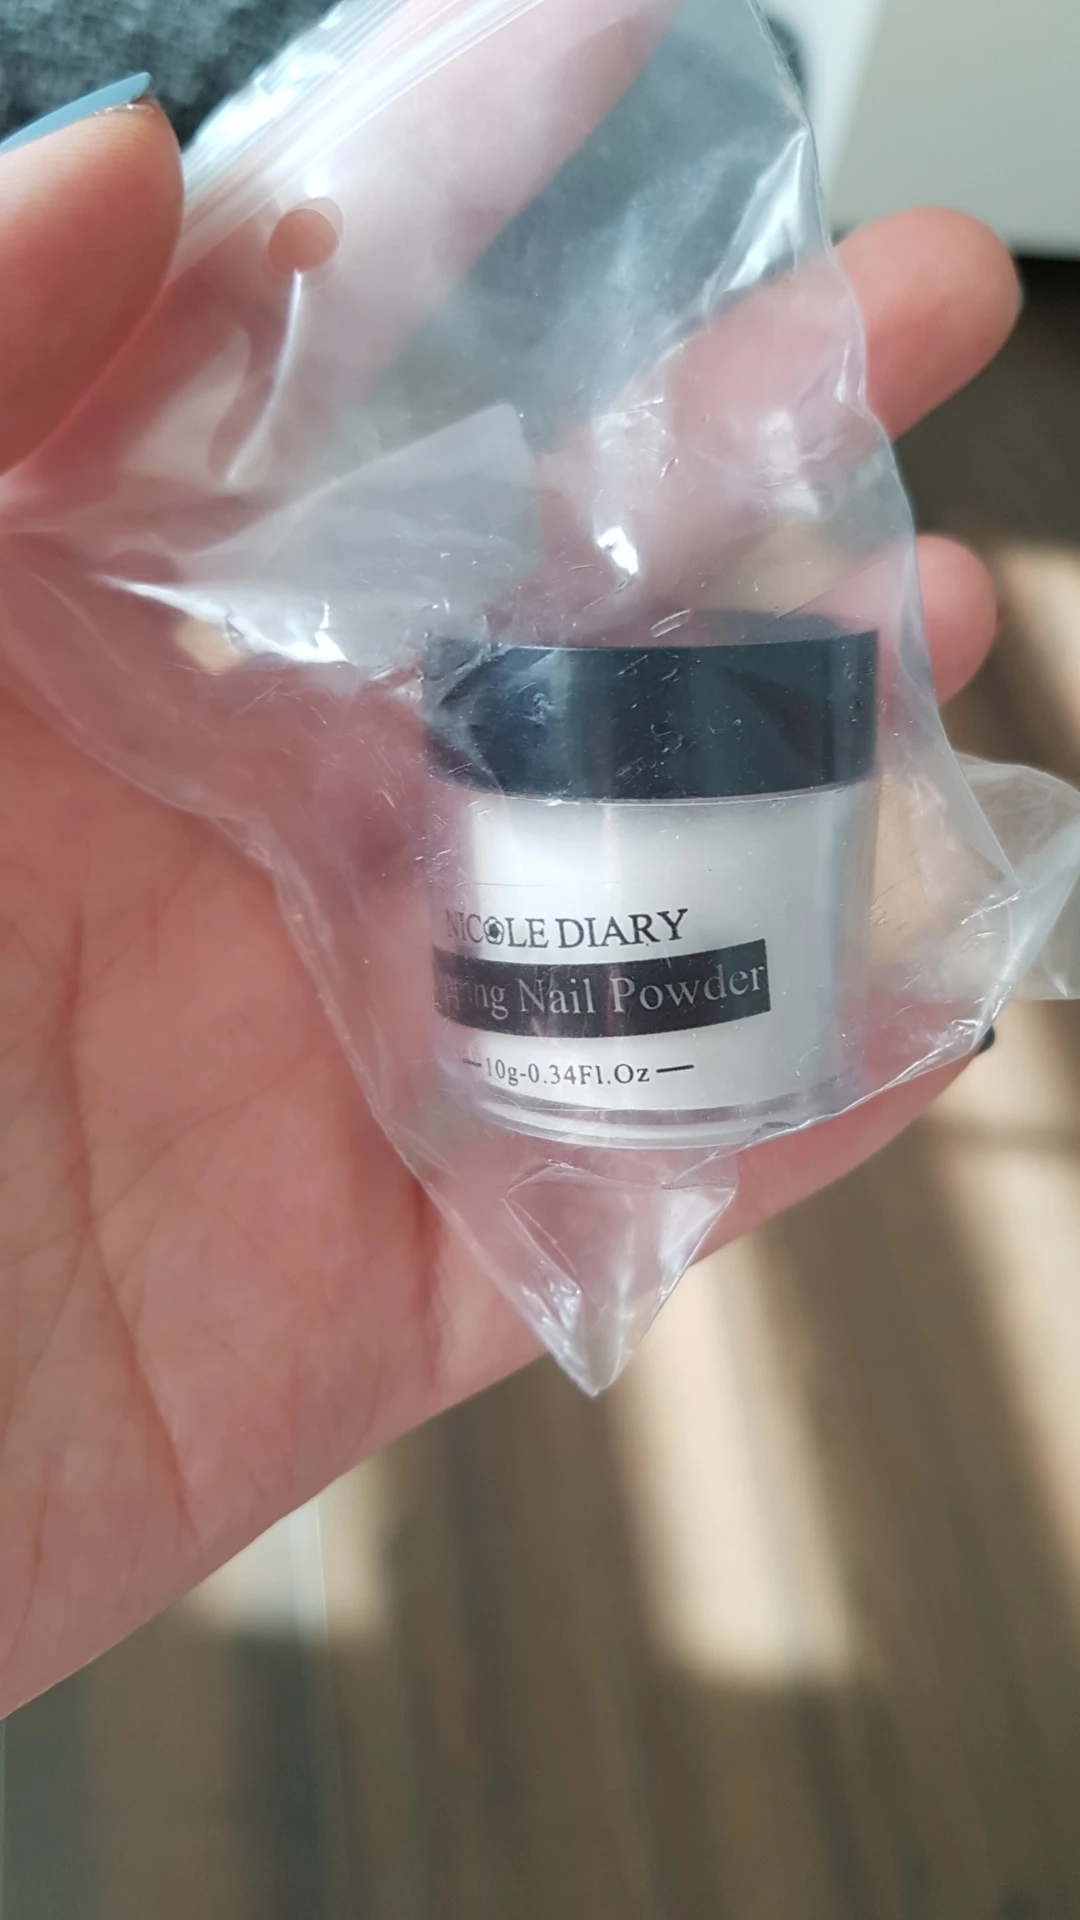 NICOLE DIARY
Nail Powder
10g-0.34Fl.Oz